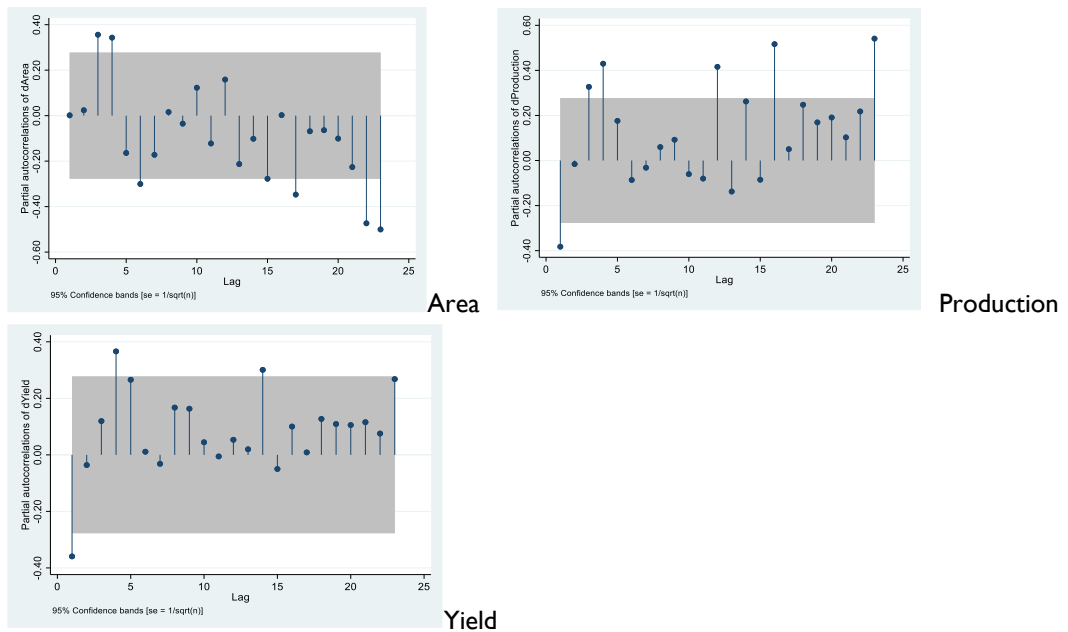 Partial autocorrelations of dArea
0.40
0.20
0.00
-0.20
-0.40
-0.60
0
5
10
15
20
25
Lag
95% Confidence bands [se = 1/sqrt(n)]
Area
Partial autocorrelations of dProduction
0.60
0.40
0.20
0.00
-0.20
-0.40
0
5
10
15
20
25
Lag
95% Confidence bands [se = 1/sqrt(n)]
Production
Partial autocorrelations of dYield
0.40
0.20
0.00
-0.20
-0.40
0
5
10
15
20
25
Lag
95% Confidence bands [se = 1/sqrt(n)]
Yield